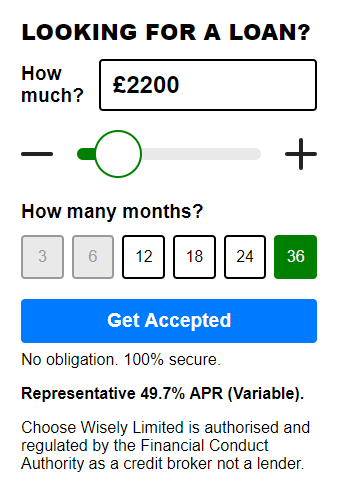 LOOKING FOR A LOAN?
How
much?
£2200
How many months?
3 6 12 18 24 36
Get Accepted
No obligation. 100% secure.
Representative 49.7% APR (Variable).
Choose Wisely Limited is authorised and
regulated by the Financial Conduct
Authority as a credit broker not a lender.